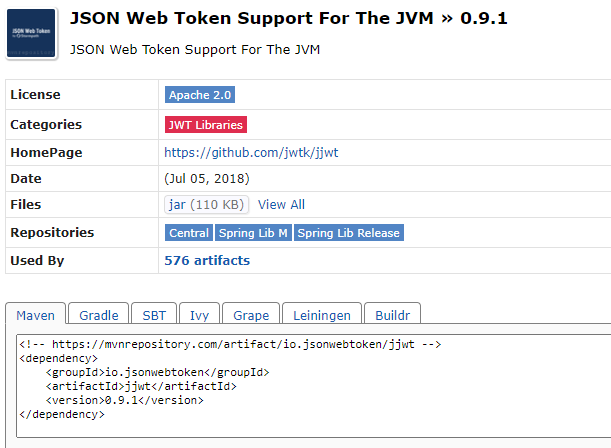 JSON Web Token
JSON Web Token Support For The JVM » 0.9.1
JSON Web Token Support For The JVM
License Apache 2.0
Categories JWT Libraries
HomePage https://github.com/jwtk/jjwt
Date (Jul 05, 2018)
Files jar (110 KB) View All
Repositories Central Spring Lib M Spring Lib Release
Used By 576 artifacts
Maven Gradle SBT Ivy Grape Leiningen Buildr
<!-- https://mvnrepository.com/artifact/io.jsonwebtoken/jjwt -->
<dependency>
    <groupId>io.jsonwebtoken</groupId>
    <artifactId>jjwt</artifactId>
    <version>0.9.1</version>
</dependency>